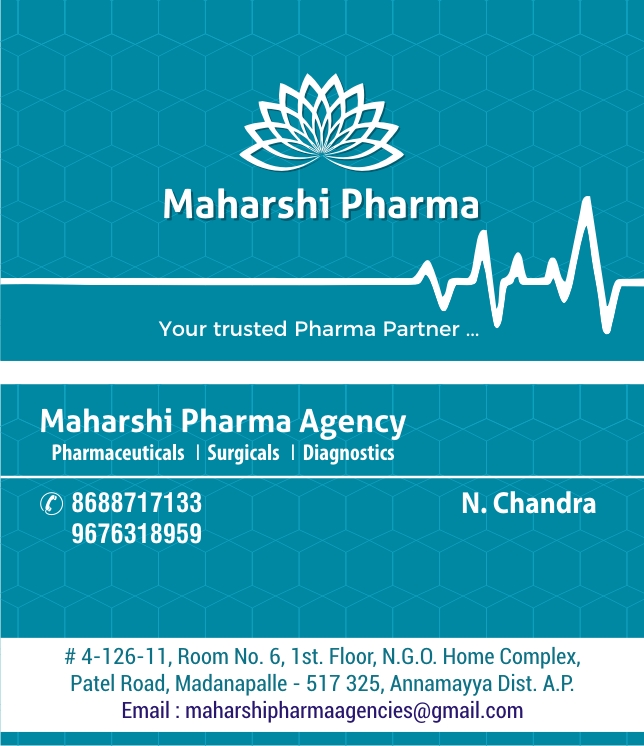 Maharshi Pharma
Your trusted Pharma Partner ...
Maharshi Pharma Agency
Pharmaceuticals | Surgicals | Diagnostics
✆ 8688717133
N. Chandra
9676318959
# 4-126-11, Room No. 6, 1st. Floor, N.G.O. Home Complex,
Patel Road, Madanapalle - 517 325, Annamayya Dist. A.P.
Email : maharshipharmaagencies@gmail.com